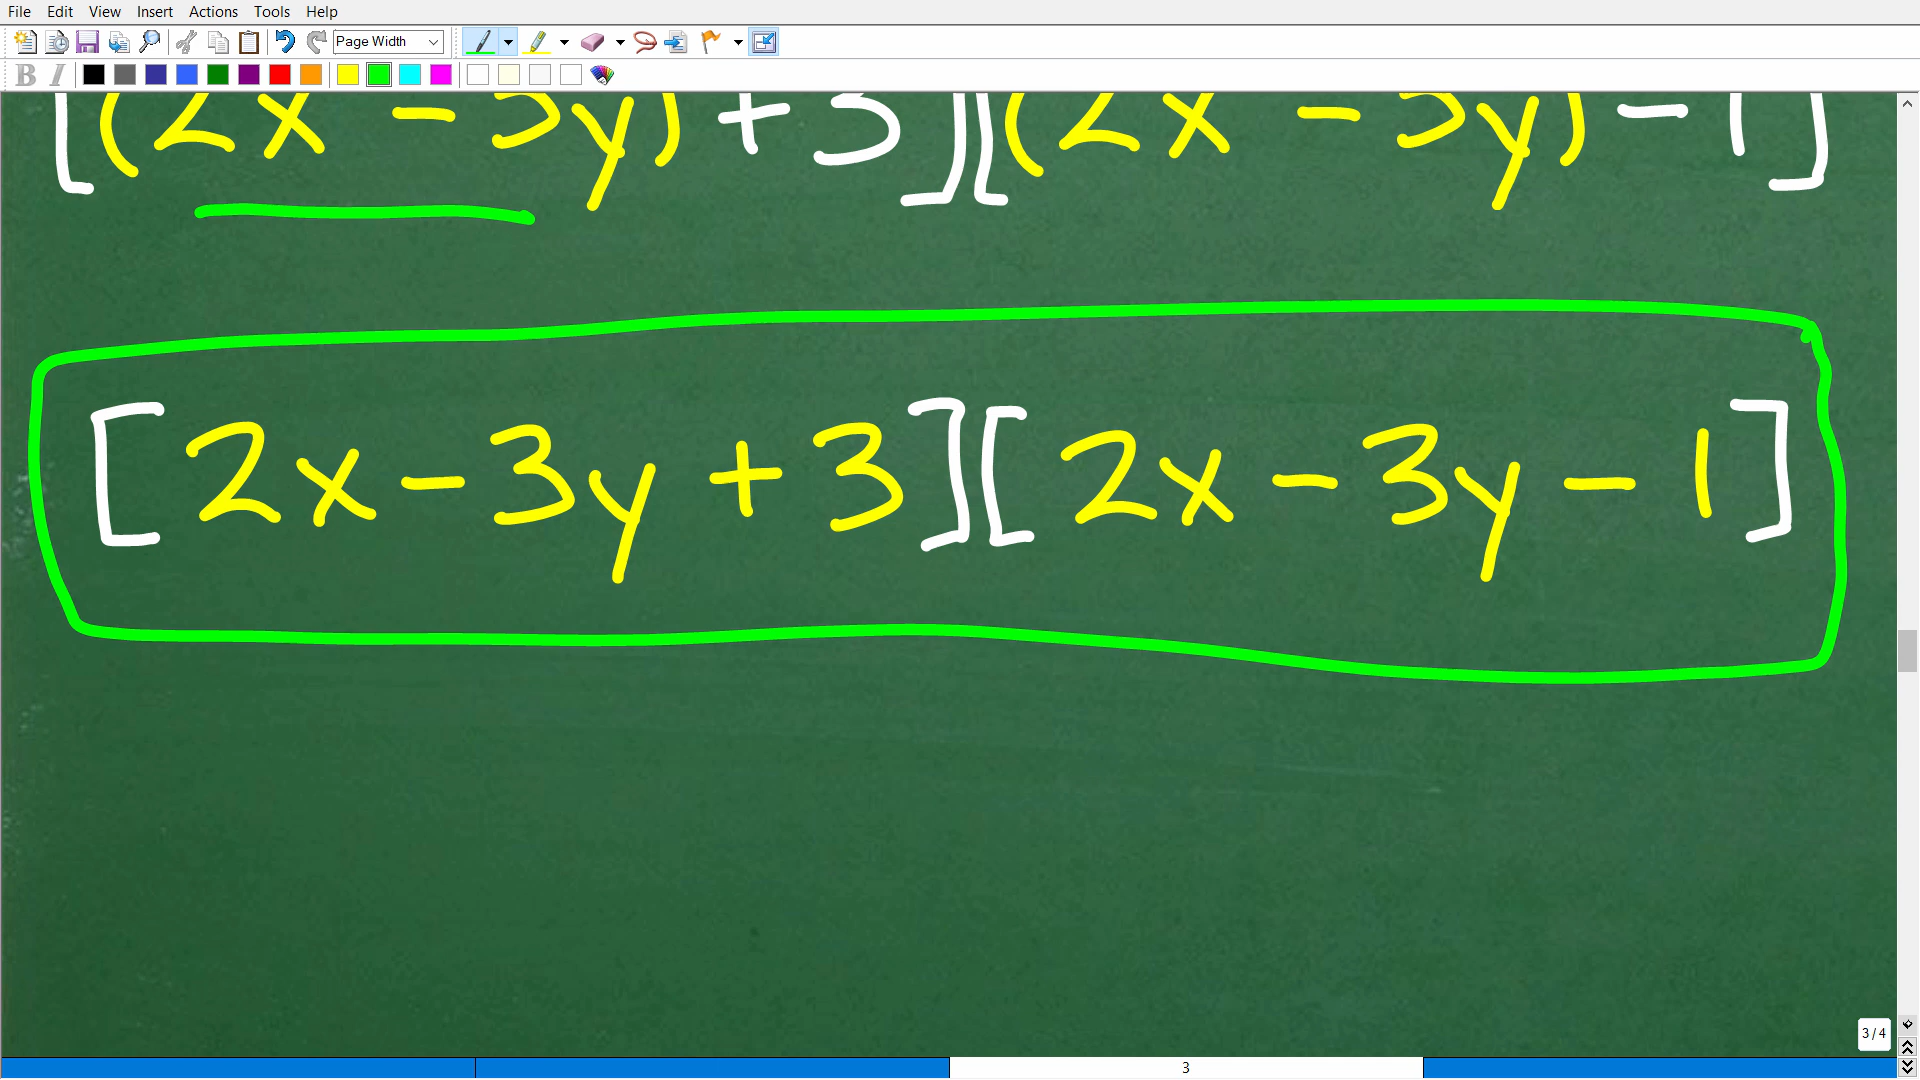 File Edit View Insert Actions Tools Help
Page Width
B I
[(2x - 3y) + 3][(2x - 3y) - 1]
[2x - 3y + 3][2x - 3y - 1]
3 / 4
3